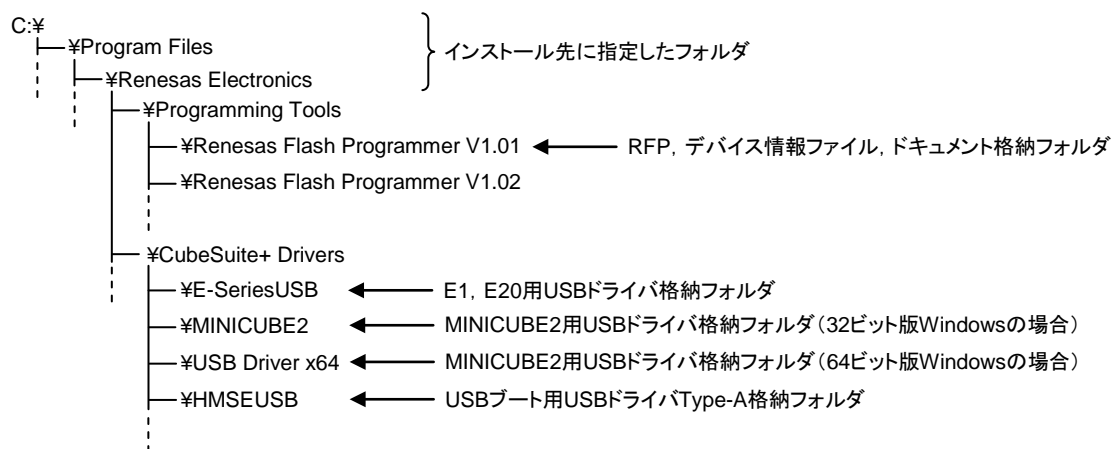 C:¥
¥Program Files
インストール先に指定したフォルダ
¥Renesas Electronics
¥Programming Tools
¥Renesas Flash Programmer V1.01 RFP, デバイス情報ファイル, ドキュメント格納フォルダ
¥Renesas Flash Programmer V1.02
¥CubeSuite+ Drivers
¥E-SeriesUSB E1, E20用USBドライバ格納フォルダ
¥MINICUBE2 MINICUBE2用USBドライバ格納フォルダ（32ビット版Windowsの場合）
¥USB Driver x64 MINICUBE2用USBドライバ格納フォルダ（64ビット版Windowsの場合）
¥HMSEUSB USBブート用USBドライバType-A格納フォルダ